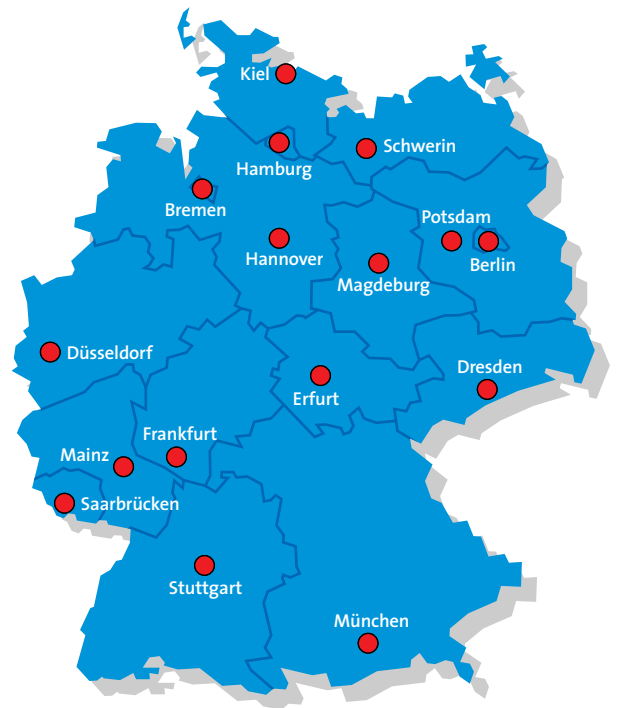 Kiel
Schwerin
Hamburg
Bremen
Potsdam
Hannover
Berlin
Magdeburg
Düsseldorf
Dresden
Erfurt
Frankfurt
Mainz
Saarbrücken
Stuttgart
München